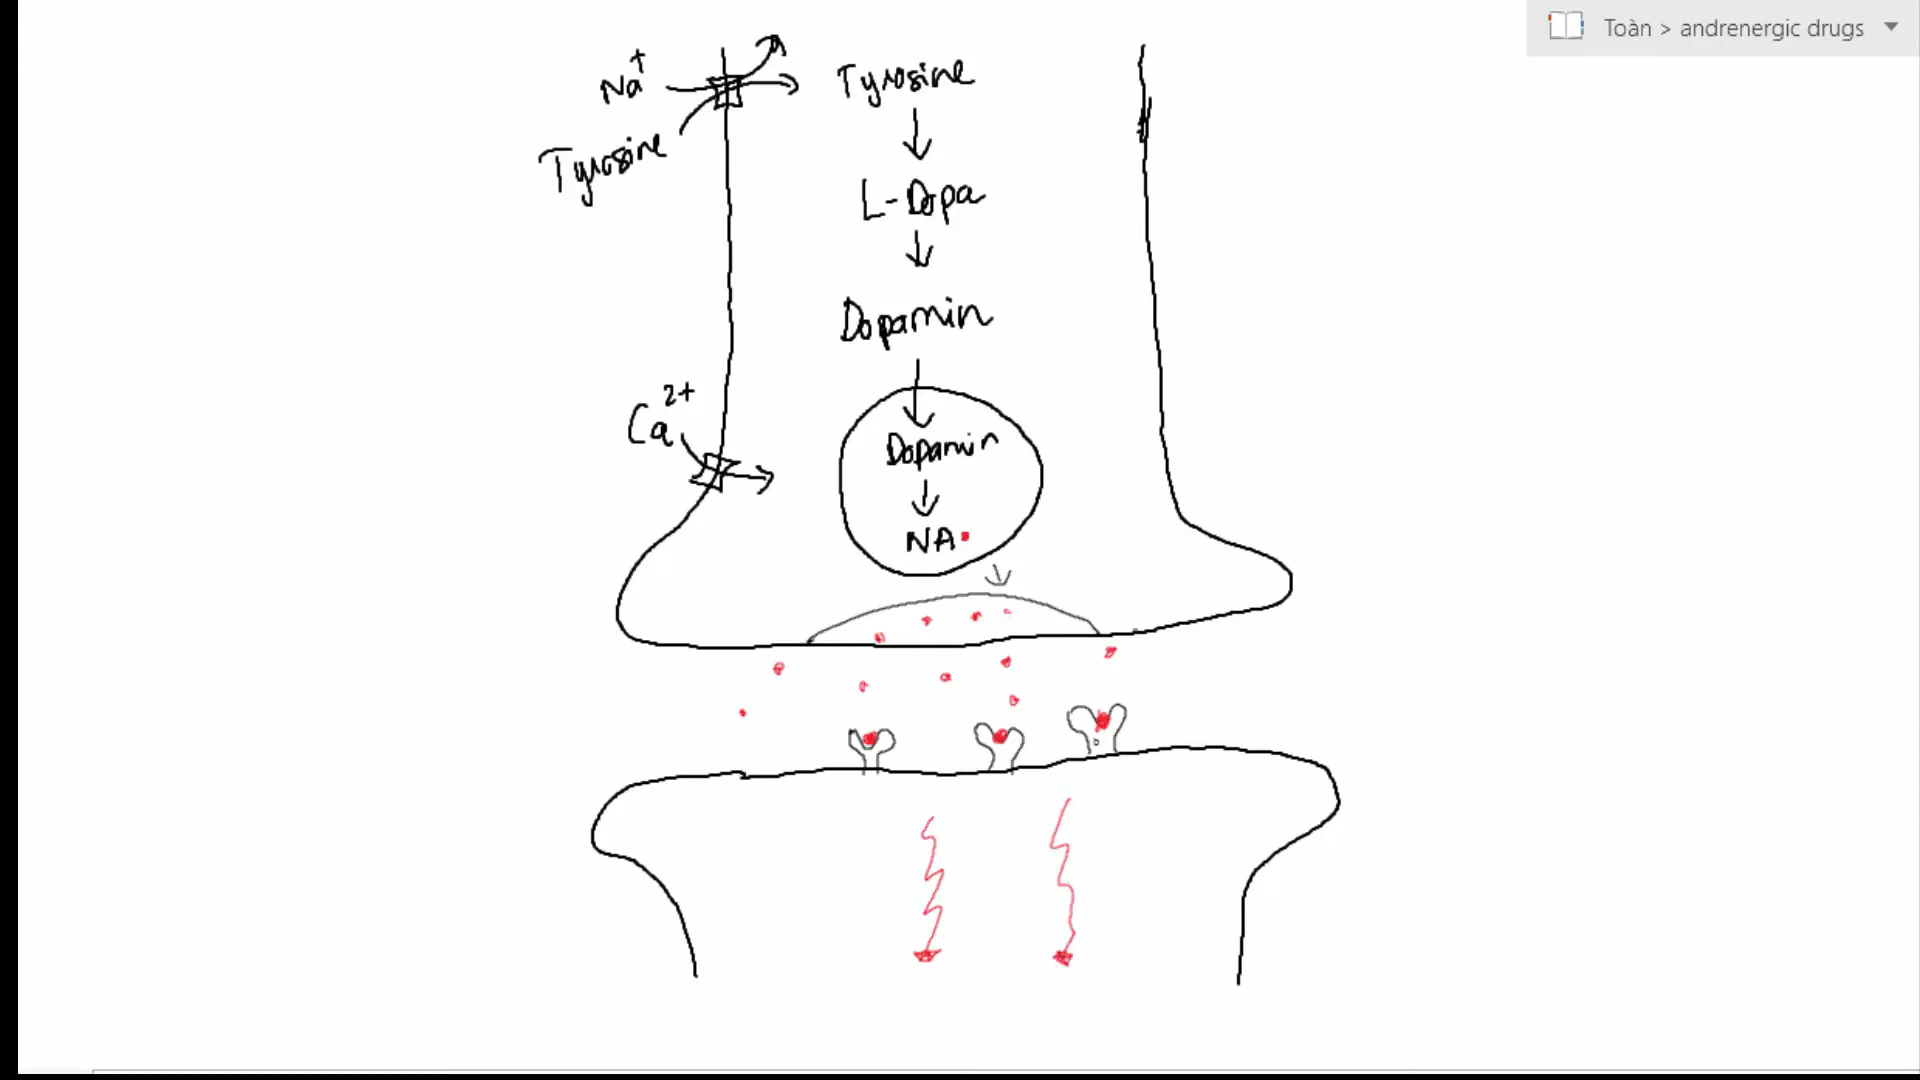 Toàn > andrenergic drugs
Na+
Tyrosine
Tyrosine
L-Dopa
Dopamin
Ca2+
Dopamin
NA